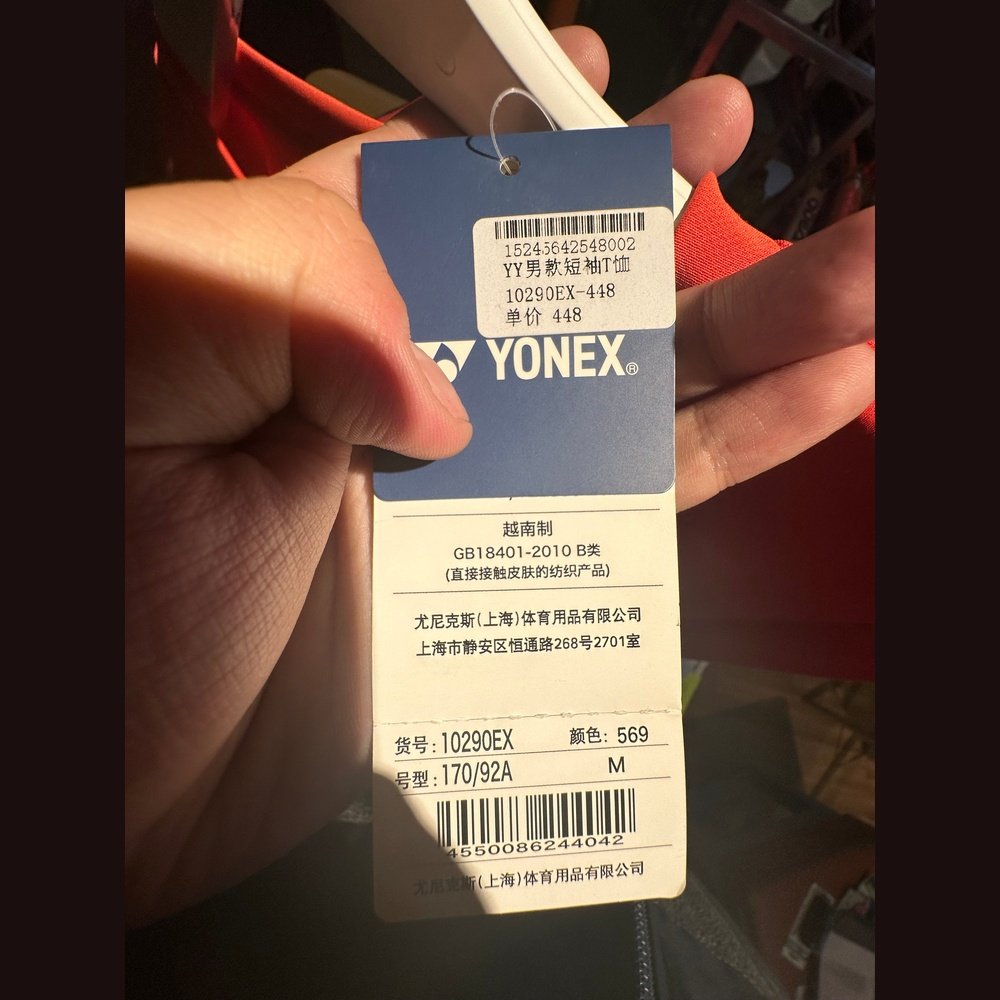 15245642548002
YY男款短袖T恤
10290EX-448
单价 448
YONEX®
越南制
GB18401-2010 B类
(直接接触皮肤的纺织产品)
尤尼克斯(上海)体育用品有限公司
上海市静安区恒通路268号2701室
货号:10290EX 颜色: 569
号型:170/92A M
4550086244042
尤尼克斯(上海)体育用品有限公司